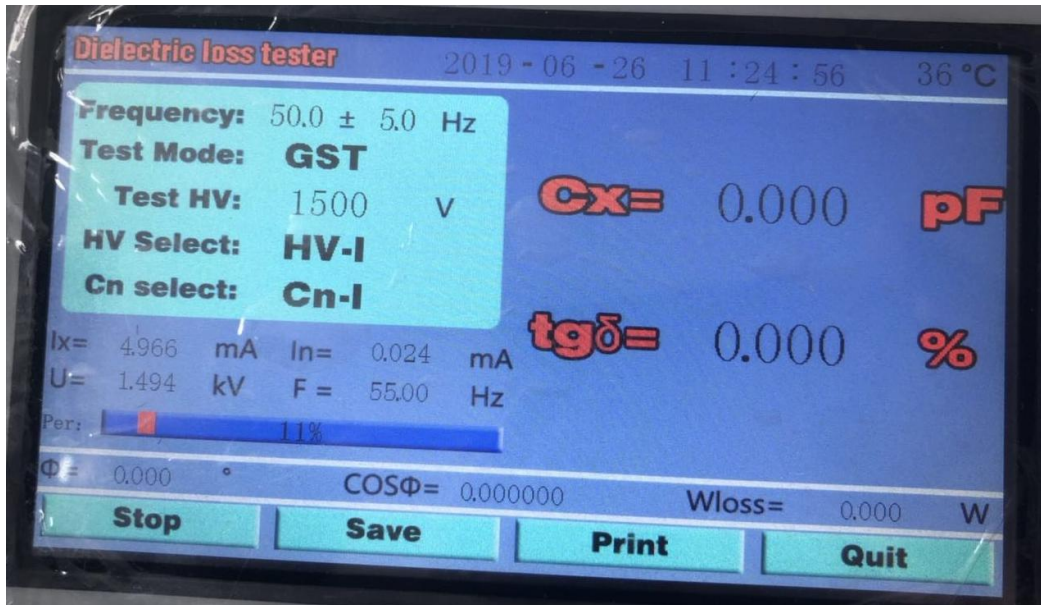 Dielectric loss tester 2019 - 06 - 26 11 : 24 : 56 36 °C
Frequency: 50.0 ± 5.0 Hz
Test Mode: GST
Test HV: 1500 V
HV Select: HV-I
Cn select: Cn-I
Cx= 0.000 pF
tgδ= 0.000 %
Ix= 4.966 mA In= 0.024 mA
U= 1.494 kV F = 55.00 Hz
Per: 11%
Φ= 0.000 ° COSΦ= 0.000000 Wloss= 0.000 W
Stop Save Print Quit